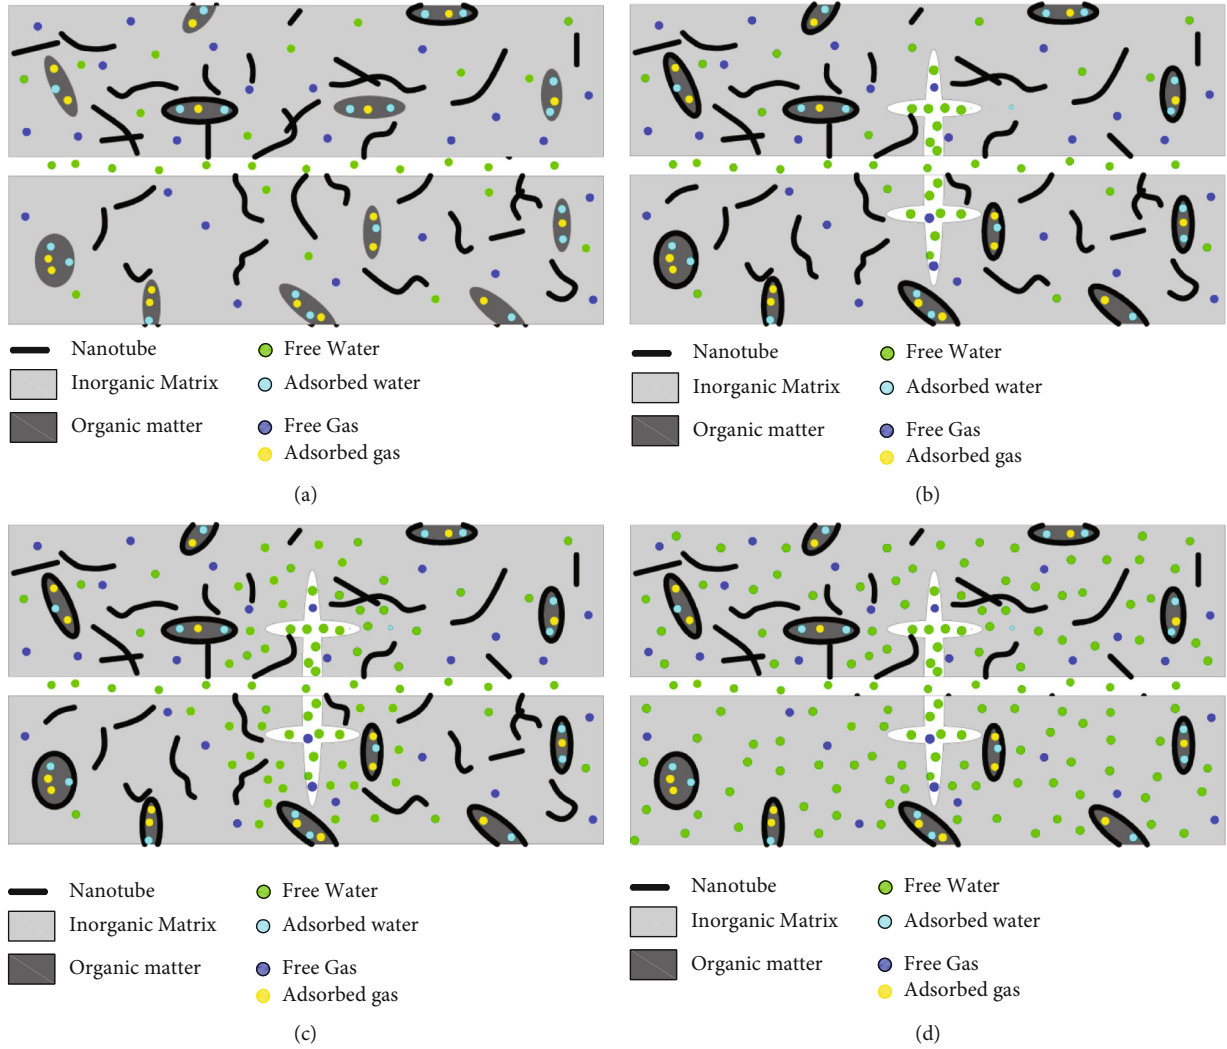 Nanotube
Inorganic Matrix
Organic matter
Free Water
Adsorbed water
Free Gas
Adsorbed gas
(a)
Nanotube
Inorganic Matrix
Organic matter
Free Water
Adsorbed water
Free Gas
Adsorbed gas
(b)
Nanotube
Inorganic Matrix
Organic matter
Free Water
Adsorbed water
Free Gas
Adsorbed gas
(c)
Nanotube
Inorganic Matrix
Organic matter
Free Water
Adsorbed water
Free Gas
Adsorbed gas
(d)